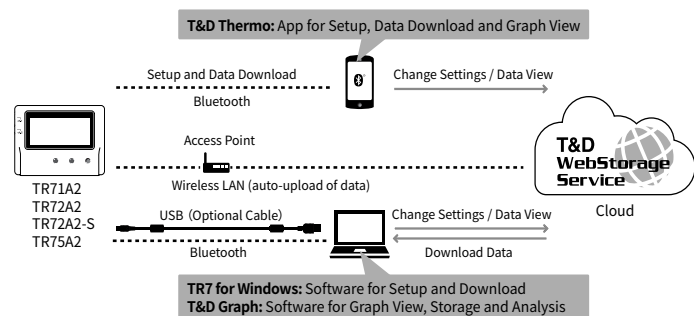 T&D Thermo: App for Setup, Data Download and Graph View
Setup and Data Download
Bluetooth
Change Settings / Data View
Access Point
Wireless LAN (auto-upload of data)
T&D
WebStorage
Service
Cloud
TR71A2
TR72A2
TR72A2-S
TR75A2
USB (Optional Cable)
Bluetooth
Change Settings / Data View
Download Data
TR7 for Windows: Software for Setup and Download
T&D Graph: Software for Graph View, Storage and Analysis